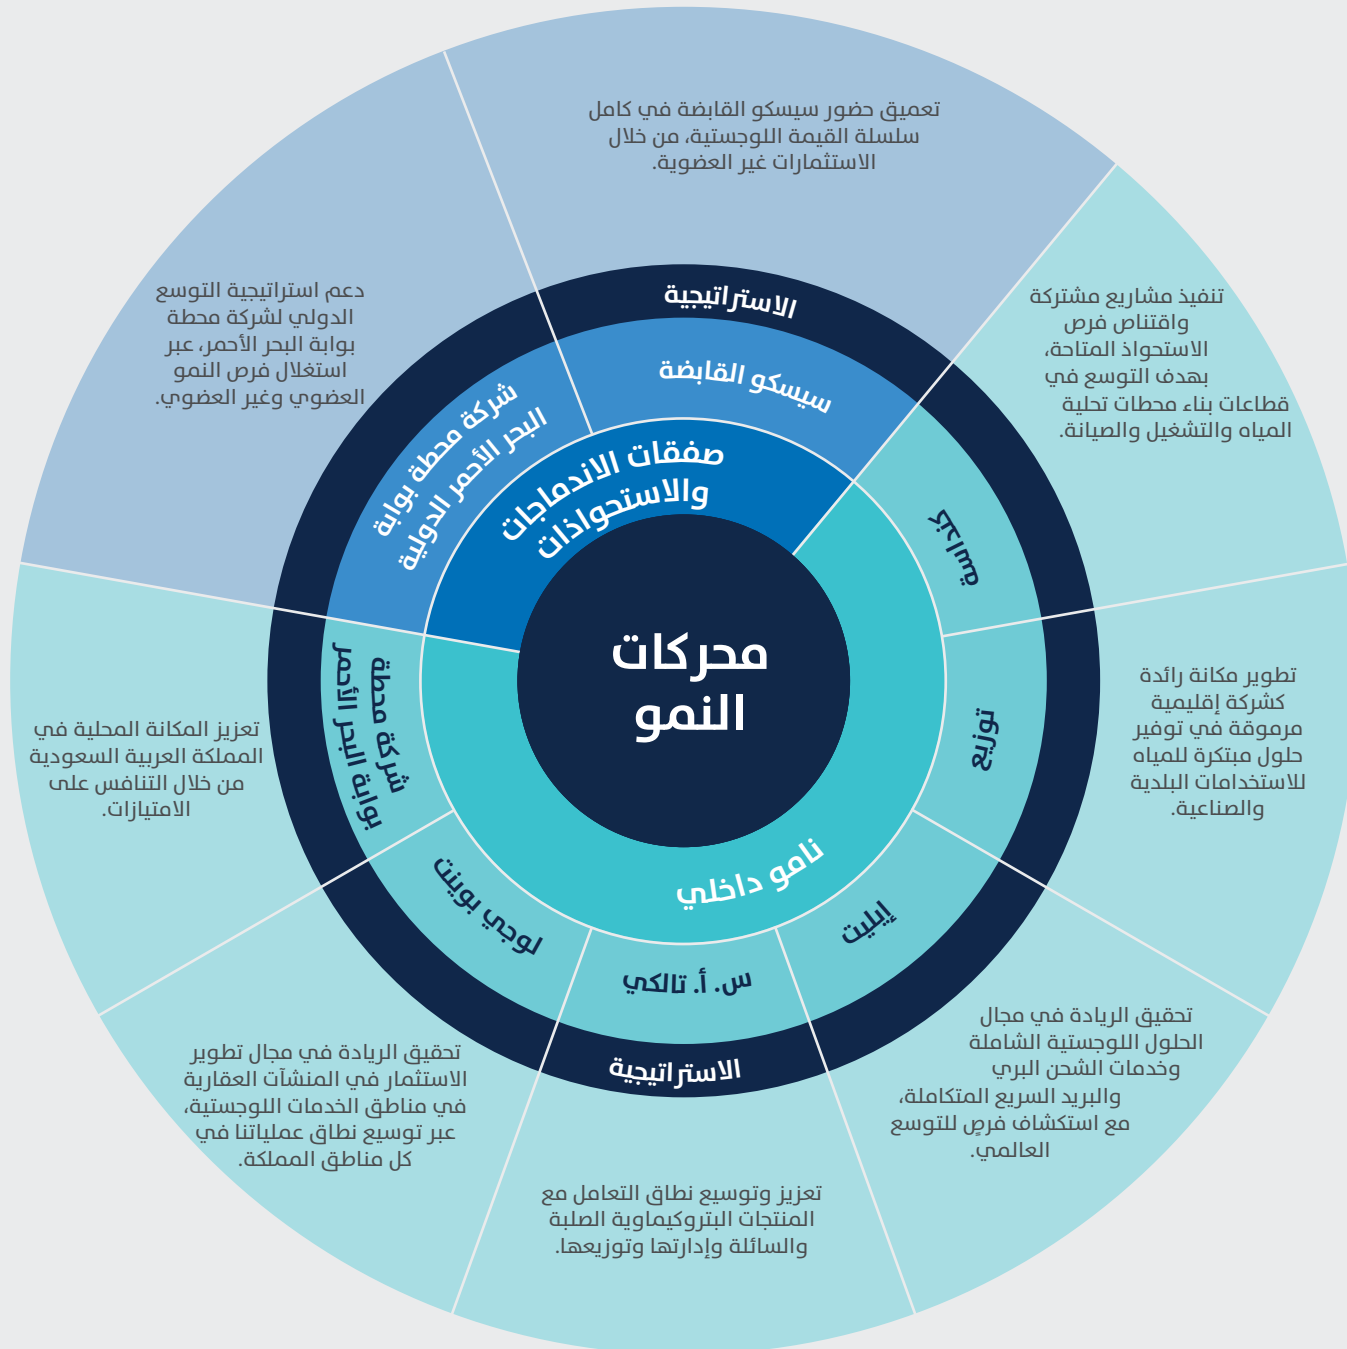 محركات
النمو
صفقات الاندماجات
والاستحواذات
نامو داخلي
الاستراتيجية
سيسكو القابضة
تعميق حضور سيسكو القابضة في كامل
سلسلة القيمة اللوجستية، من خلال
الاستثمارات غير العضوية.
كنداسة
تنفيذ مشاريع مشتركة
واقتناص فرص
الاستحواذ المتاحة،
بهدف التوسع في
قطاعات بناء محطات تحلية
المياه والتشغيل والصيانة.
توزيع
تطوير مكانة رائدة
كشركة إقليمية
مرموقة في توفير
حلول مبتكرة للمياه
للاستخدامات البلدية
والصناعية.
إيليت
تحقيق الريادة في مجال
الحلول اللوجستية الشاملة
وخدمات الشحن البري
والبريد السريع المتكاملة،
مع استكشاف فرصٍ للتوسع
العالمي.
س. أ. تالكي
الاستراتيجية
تعزيز وتوسيع نطاق التعامل مع
المنتجات البتروكيماوية الصلبة
والسائلة وإدارتها وتوزيعها.
لوجي بوينت
تحقيق الريادة في مجال تطوير
الاستثمار في المنشآت العقارية
في مناطق الخدمات اللوجستية،
عبر توسيع نطاق عملياتنا في
كل مناطق المملكة.
شركة محطة
بوابة البحر الأحمر
تعزيز المكانة المحلية في
المملكة العربية السعودية
من خلال التنافس على
الامتيازات.
شركة محطة بوابة
البحر الأحمر الدولية
دعم استراتيجية التوسع
الدولي لشركة محطة
بوابة البحر الأحمر، عبر
استغلال فرص النمو
العضوي وغير العضوي.